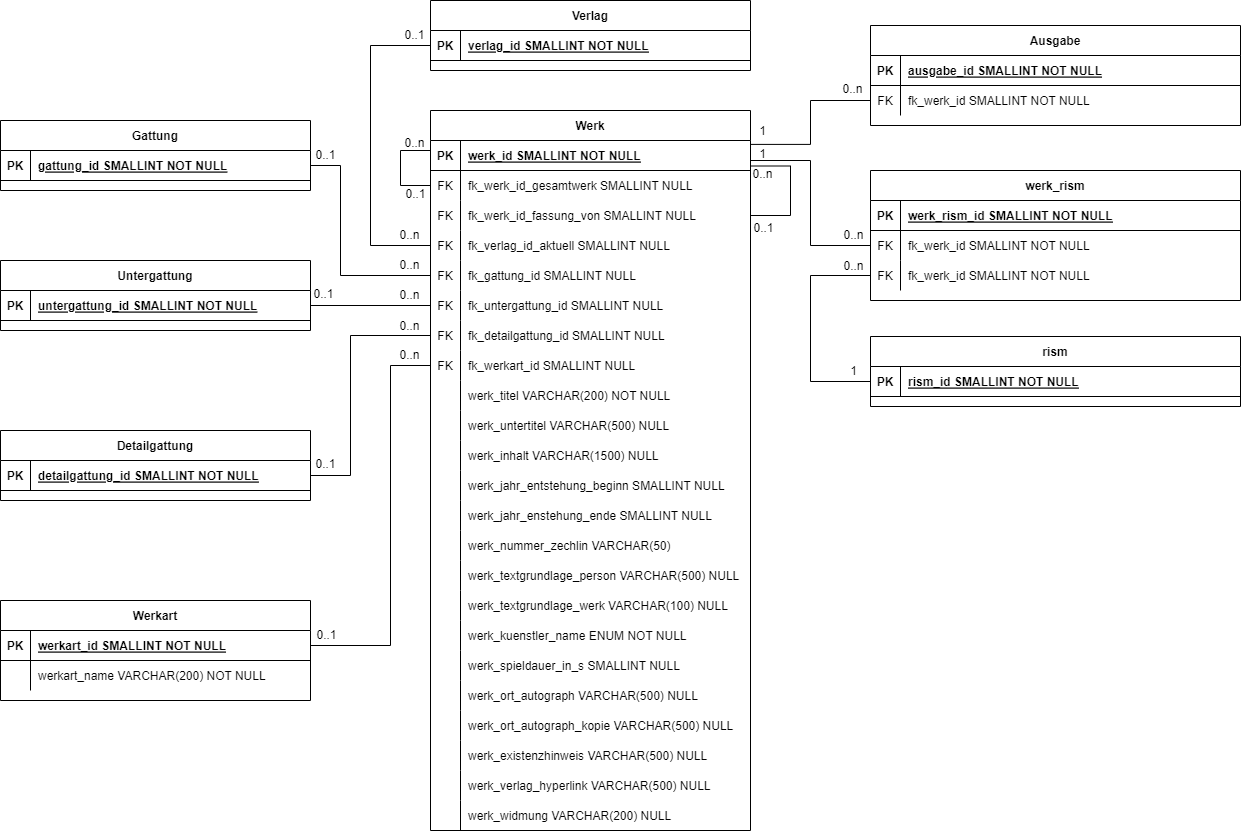 Verlag
PK verlag_id SMALLINT NOT NULL
0..1
Ausgabe
PK ausgabe_id SMALLINT NOT NULL
FK fk_werk_id SMALLINT NOT NULL
0..n
Gattung
PK gattung_id SMALLINT NOT NULL
0..1
Werk
PK werk_id SMALLINT NOT NULL
FK fk_werk_id_gesamtwerk SMALLINT NULL
FK fk_werk_id_fassung_von SMALLINT NULL
FK fk_verlag_id_aktuell SMALLINT NULL
FK fk_gattung_id SMALLINT NULL
FK fk_untergattung_id SMALLINT NULL
FK fk_detailgattung_id SMALLINT NULL
FK fk_werkart_id SMALLINT NULL
werk_titel VARCHAR(200) NOT NULL
werk_untertitel VARCHAR(500) NULL
werk_inhalt VARCHAR(1500) NULL
werk_jahr_entstehung_beginn SMALLINT NULL
werk_jahr_enstehung_ende SMALLINT NULL
werk_nummer_zechlin VARCHAR(50)
werk_textgrundlage_person VARCHAR(500) NULL
werk_textgrundlage_werk VARCHAR(100) NULL
werk_kuenstler_name ENUM NOT NULL
werk_spieldauer_in_s SMALLINT NULL
werk_ort_autograph VARCHAR(500) NULL
werk_ort_autograph_kopie VARCHAR(500) NULL
werk_existenzhinweis VARCHAR(500) NULL
werk_verlag_hyperlink VARCHAR(500) NULL
werk_widmung VARCHAR(200) NULL
0..n
0..1
0..n
0..n
0..n
0..n
0..n
1
1
0..n
0..1
werk_rism
PK werk_rism_id SMALLINT NOT NULL
FK fk_werk_id SMALLINT NOT NULL
FK fk_werk_id SMALLINT NOT NULL
0..n
0..n
Untergattung
PK untergattung_id SMALLINT NOT NULL
0..1
rism
PK rism_id SMALLINT NOT NULL
1
Detailgattung
PK detailgattung_id SMALLINT NOT NULL
0..1
Werkart
PK werkart_id SMALLINT NOT NULL
werkart_name VARCHAR(200) NOT NULL
0..1